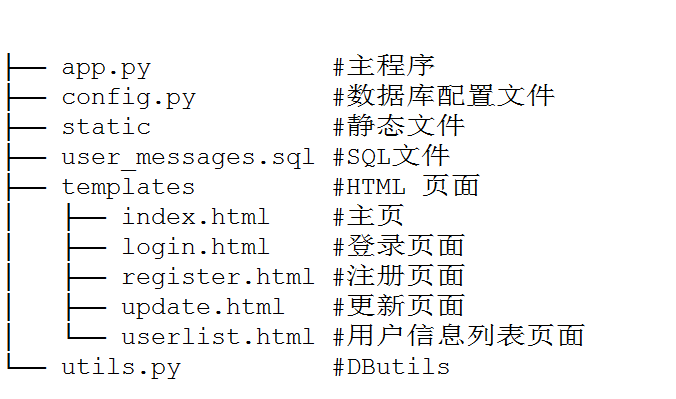 ├── app.py #主程序
├── config.py #数据库配置文件
├── static #静态文件
├── user_messages.sql #SQL文件
├── templates #HTML 页面
│   ├── index.html #主页
│   ├── login.html #登录页面
│   ├── register.html #注册页面
│   ├── update.html #更新页面
│   └── userlist.html #用户信息列表页面
└── utils.py #DButils